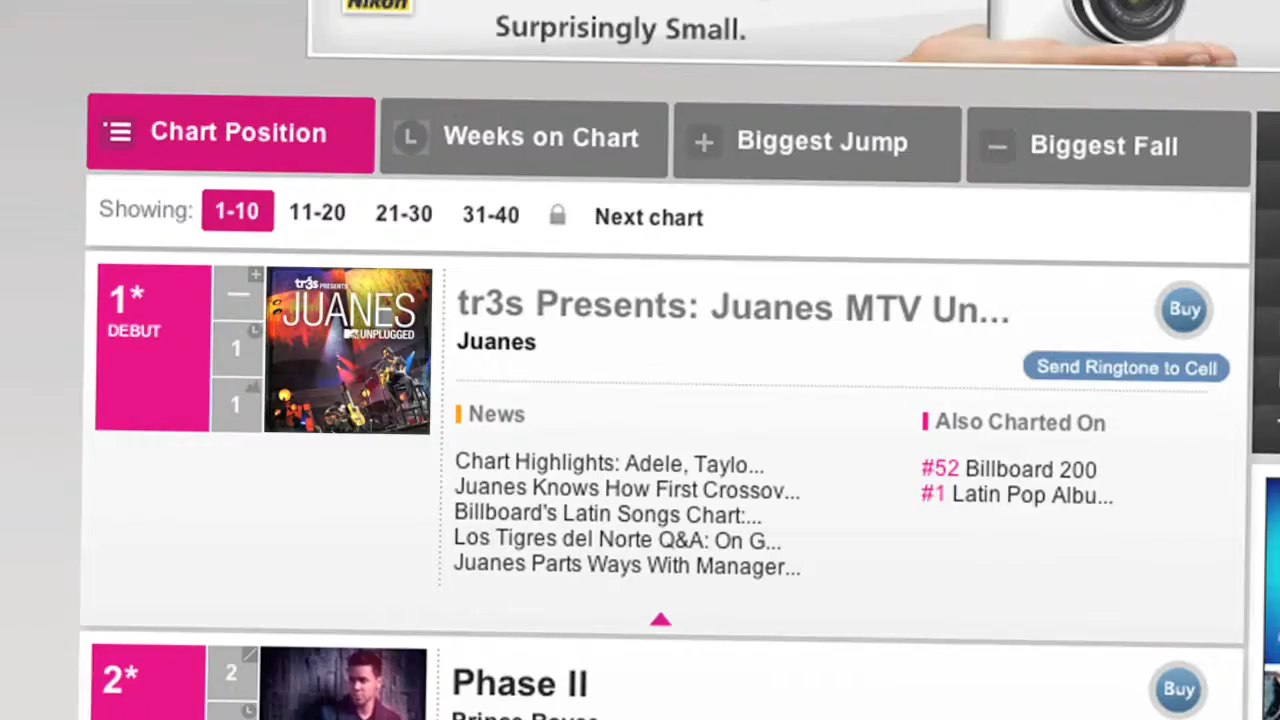 Nikon
Surprisingly Small.
Chart Position
L Weeks on Chart
+ Biggest Jump
– Biggest Fall
Showing: 1-10 11-20 21-30 31-40 Next chart
1*
DEBUT
1
1
tr3s PRESENTS
JUANES
MTV UNPLUGGED
tr3s Presents: Juanes MTV Un...
Juanes
Buy
Send Ringtone to Cell
News
Chart Highlights: Adele, Taylo...
Juanes Knows How First Crossov...
Billboard's Latin Songs Chart:...
Los Tigres del Norte Q&A: On G...
Juanes Parts Ways With Manager...
Also Charted On
#52 Billboard 200
#1 Latin Pop Albu...
2*
2
Phase II
Prince Royce
Buy